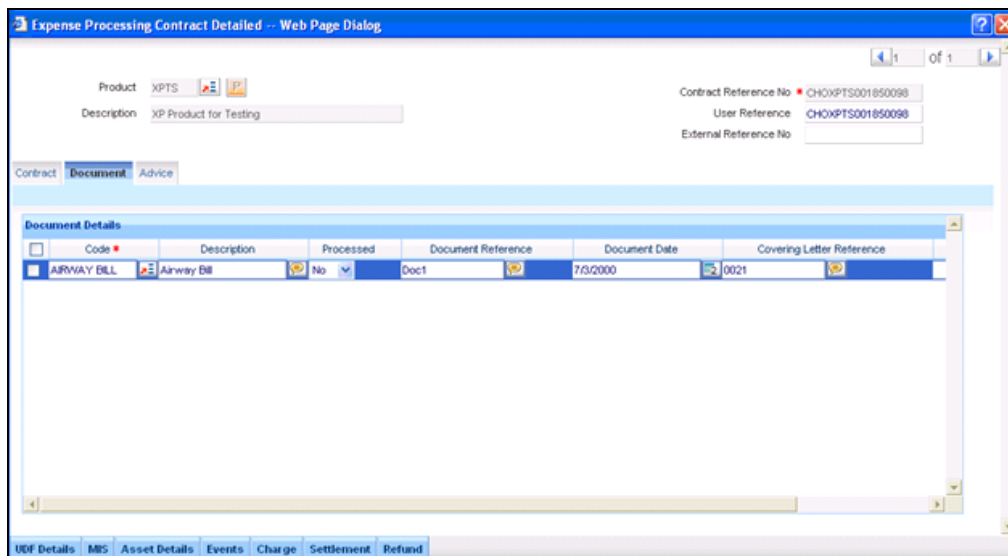 Expense Processing Contract Detailed -- Web Page Dialog
1 of 1
Product XPTS P Contract Reference No * CHOXPTS001850098
Description XP Product for Testing User Reference CHOXPTS001850098
External Reference No
Contract Document Advice
Document Details
Code * Description Processed Document Reference Document Date Covering Letter Reference
AIRWAY BILL Airway Bill No Doc1 7/3/2000 0021
UDF Details MIS Asset Details Events Charge Settlement Refund